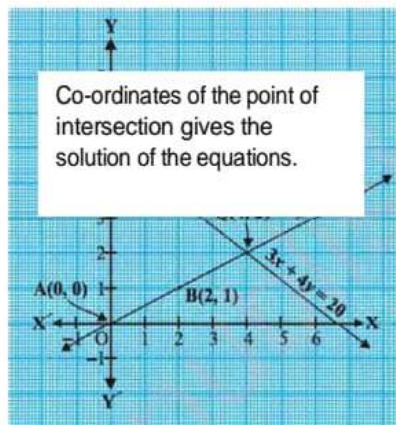 Y
Co-ordinates of the point of
intersection gives the
solution of the equations.
2
3x + 4y = 20
A(0, 0) 1
B(2, 1)
X' X
O 1 2 3 4 5 6
–1
Y'